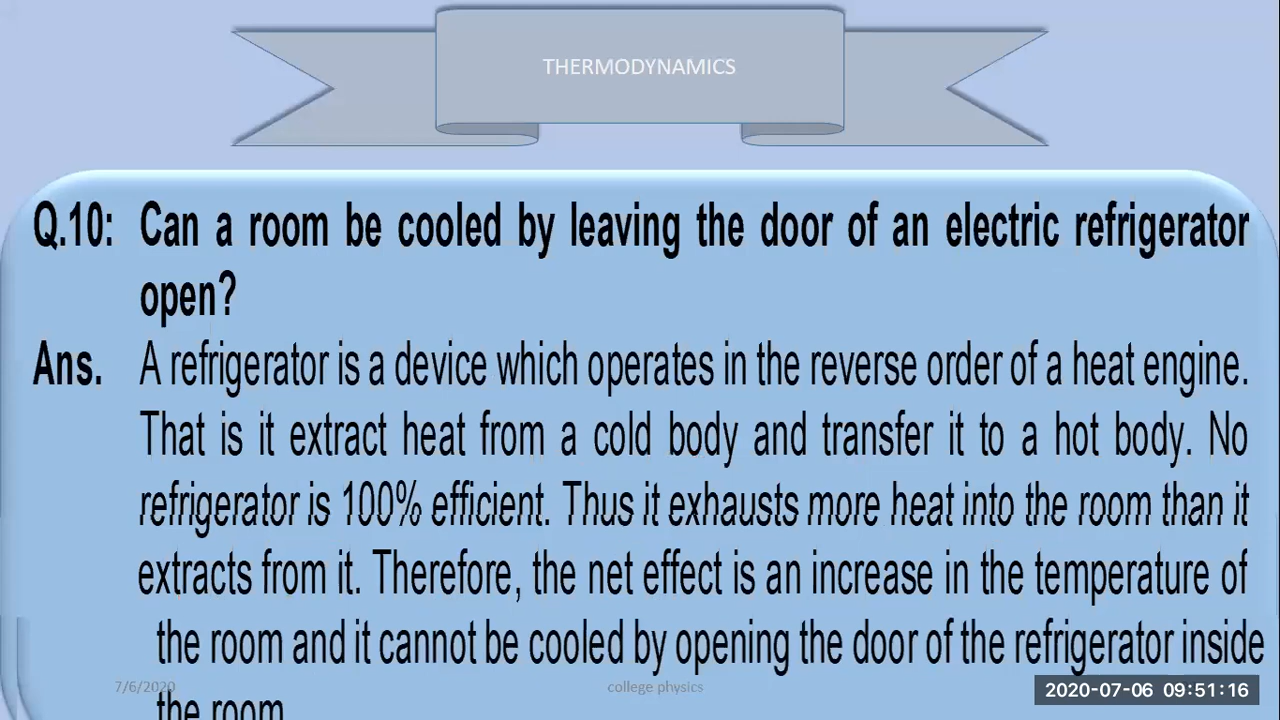 THERMODYNAMICS
Q.10: Can a room be cooled by leaving the door of an electric refrigerator
open?
Ans. A refrigerator is a device which operates in the reverse order of a heat engine.
That is it extract heat from a cold body and transfer it to a hot body. No
refrigerator is 100% efficient. Thus it exhausts more heat into the room than it
extracts from it. Therefore, the net effect is an increase in the temperature of
the room and it cannot be cooled by opening the door of the refrigerator inside
the room
7/6/2020 college physics 2020-07-06 09:51:16